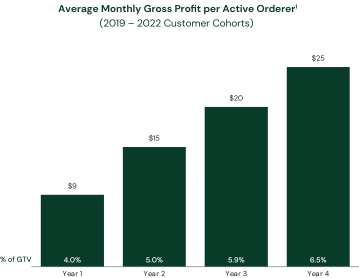 Average Monthly Gross Profit per Active Orderer¹
(2019 – 2022 Customer Cohorts)
$25
$20
$15
$9
% of GTV 4.0% 5.0% 5.9% 6.5%
Year 1 Year 2 Year 3 Year 4